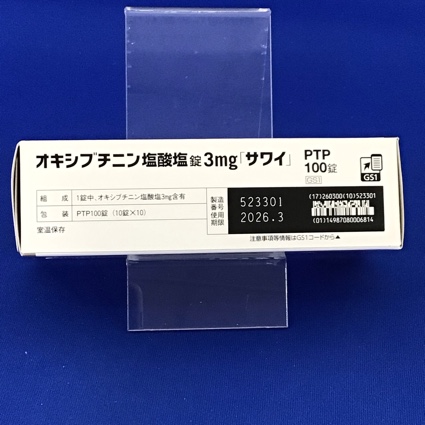 オキシブチニン塩酸塩錠3mg「サワイ」 PTP 100錠
GS1
GS1
組成 1錠中、オキシブチニン塩酸塩3mg含有
包装 PTP100錠（10錠×10）
室温保存
製造番号 523301
使用期限 2026.3
(17)260300(10)523301
(01)14987080006814
注意事項等情報はGS1コードから▲